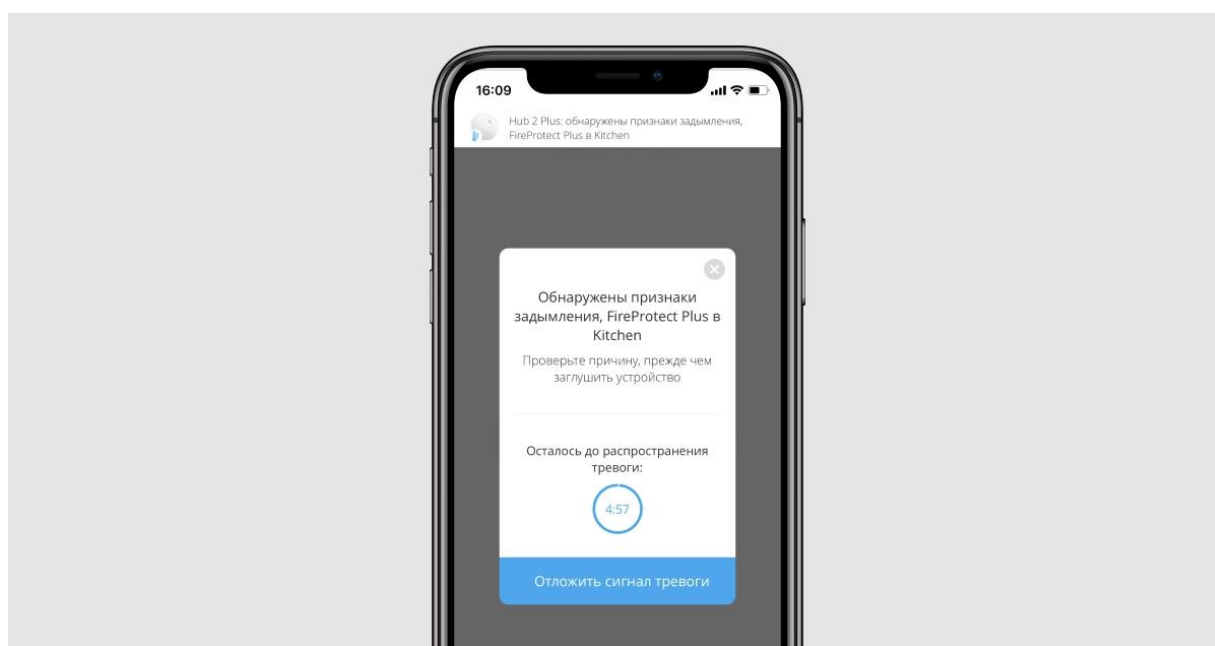 16:09
Hub 2 Plus: обнаружены признаки задымления,
FireProtect Plus в Kitchen
Обнаружены признаки
задымления, FireProtect Plus в
Kitchen
Проверьте причину, прежде чем
заглушить устройство
Осталось до распространения
тревоги:
4:57
Отложить сигнал тревоги